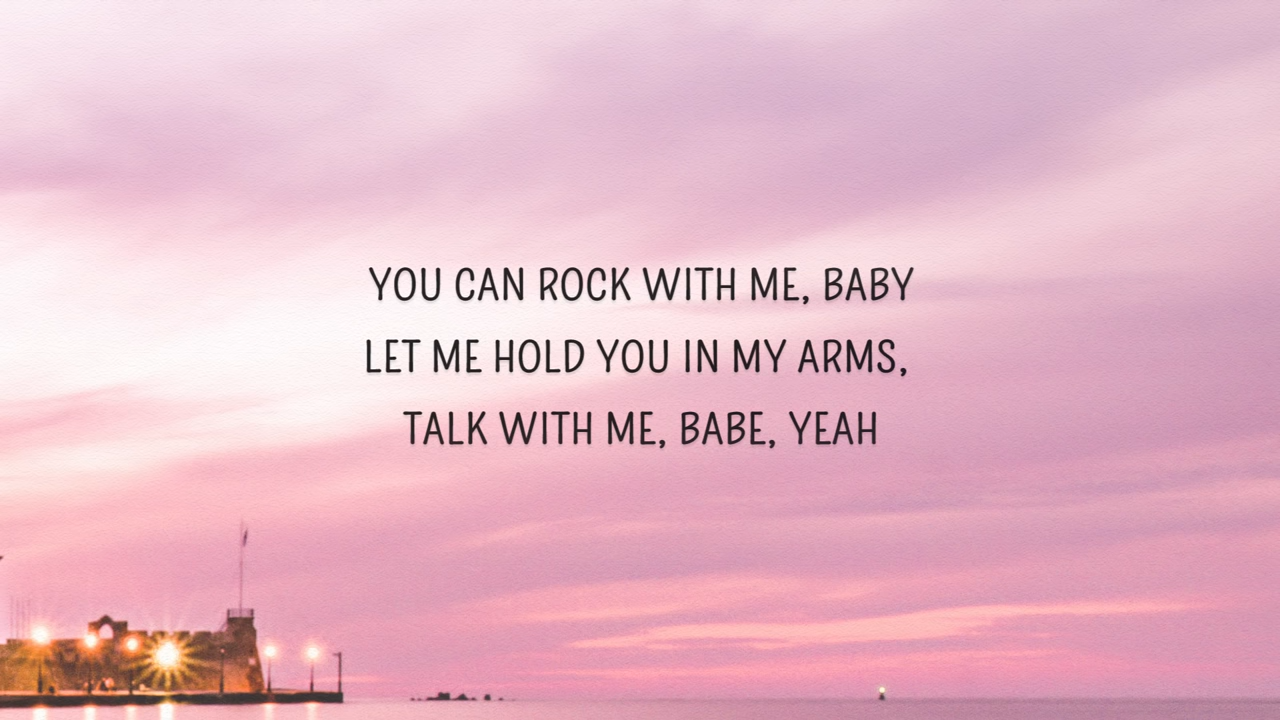 YOU CAN ROCK WITH ME, BABY
LET ME HOLD YOU IN MY ARMS,
TALK WITH ME, BABE, YEAH